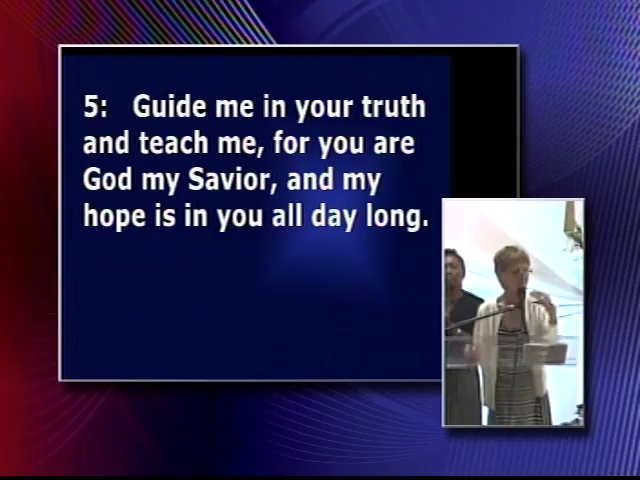 5: Guide me in your truth
and teach me, for you are
God my Savior, and my
hope is in you all day long.